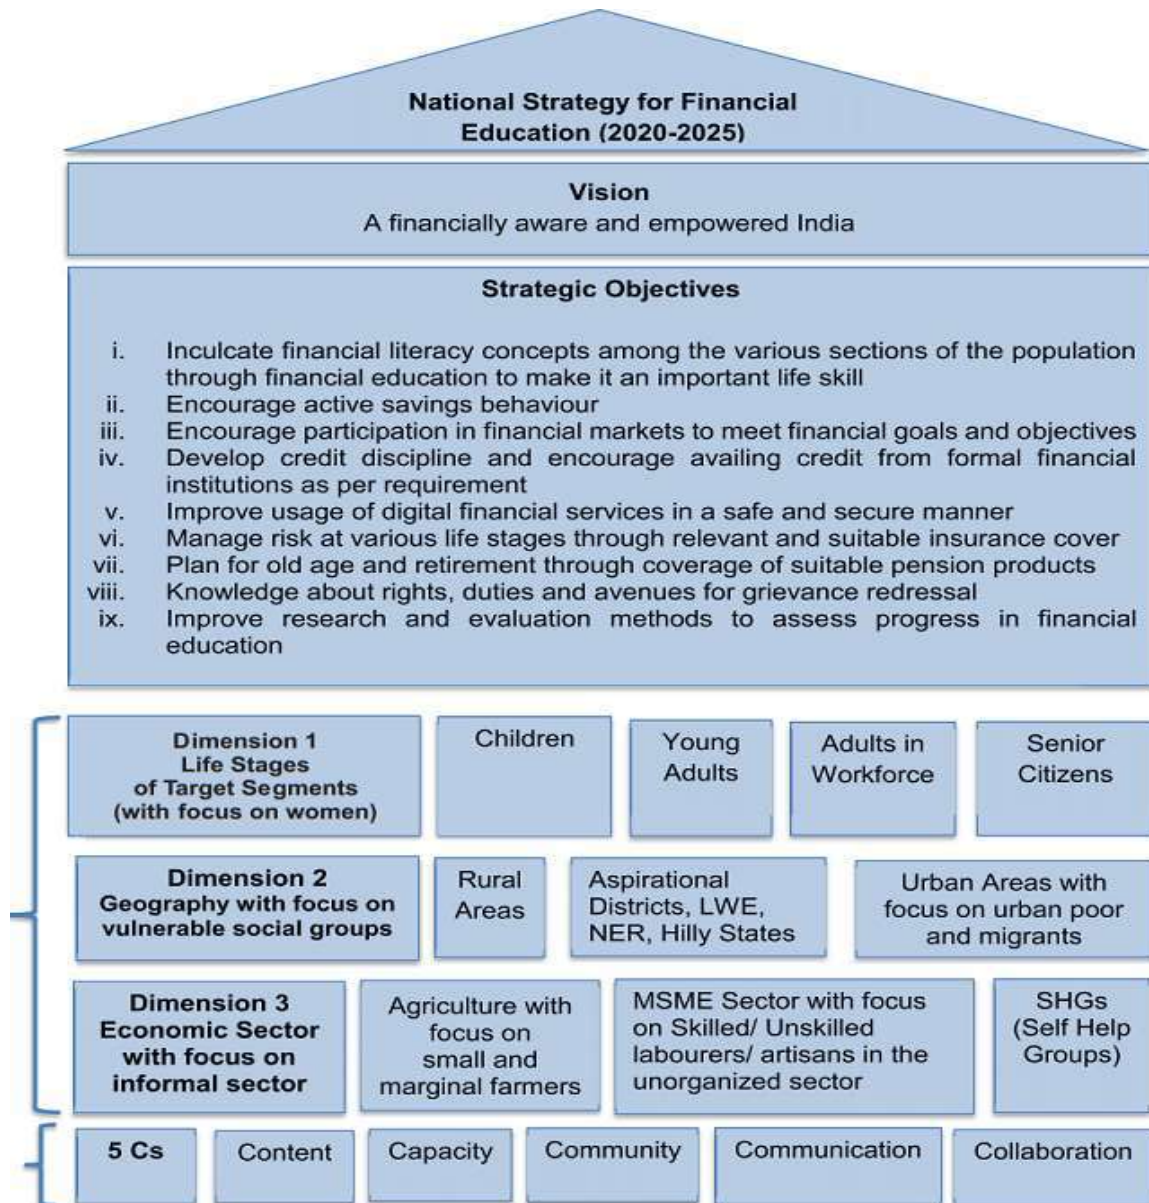 National Strategy for Financial
Education (2020-2025)
Vision
A financially aware and empowered India
Strategic Objectives
i. Inculcate financial literacy concepts among the various sections of the population
through financial education to make it an important life skill
ii. Encourage active savings behaviour
iii. Encourage participation in financial markets to meet financial goals and objectives
iv. Develop credit discipline and encourage availing credit from formal financial
institutions as per requirement
v. Improve usage of digital financial services in a safe and secure manner
vi. Manage risk at various life stages through relevant and suitable insurance cover
vii. Plan for old age and retirement through coverage of suitable pension products
viii. Knowledge about rights, duties and avenues for grievance redressal
ix. Improve research and evaluation methods to assess progress in financial
education
Dimension 1
Life Stages
of Target Segments
(with focus on women)
Children
Young
Adults
Adults in
Workforce
Senior
Citizens
Dimension 2
Geography with focus on
vulnerable social groups
Rural
Areas
Aspirational
Districts, LWE,
NER, Hilly States
Urban Areas with
focus on urban poor
and migrants
Dimension 3
Economic Sector
with focus on
informal sector
Agriculture with
focus on
small and
marginal farmers
MSME Sector with focus
on Skilled/ Unskilled
labourers/ artisans in the
unorganized sector
SHGs
(Self Help
Groups)
5 Cs
Content
Capacity
Community
Communication
Collaboration